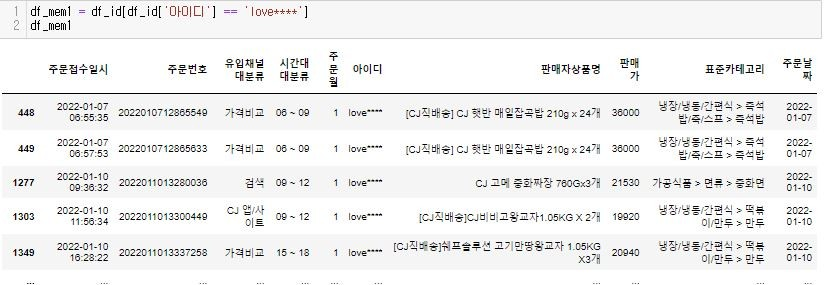 1 df_mem1 = df_id[df_id['아이디'] == 'love****']
2 df_mem1
주문접수일시 주문번호 유입채널대분류 시간대대분류 주문월 아이디 판매자상품명 판매가 표준카테고리 주문날짜
448 2022-01-07 06:55:35 2022010712865549 가격비교 06 ~ 09 1 love**** [CJ직배송] CJ 햇반 매일잡곡밥 210g x 24개 36000 냉장/냉동/간편식 > 즉석밥/죽/스프 > 즉석밥 2022-01-07
449 2022-01-07 06:57:53 2022010712865633 가격비교 06 ~ 09 1 love**** [CJ직배송] CJ 햇반 매일잡곡밥 210g x 24개 36000 냉장/냉동/간편식 > 즉석밥/죽/스프 > 즉석밥 2022-01-07
1277 2022-01-10 09:36:32 2022011013280036 검색 09 ~ 12 1 love**** CJ 고메 중화짜장 760Gx3개 21530 가공식품 > 면류 > 중화면 2022-01-10
1303 2022-01-10 11:56:34 2022011013300449 CJ 앱/사이트 09 ~ 12 1 love**** [CJ직배송]CJ비비고왕교자1.05KG X 2개 19920 냉장/냉동/간편식 > 떡볶이/만두 > 만두 2022-01-10
1349 2022-01-10 16:28:22 2022011013337258 가격비교 15 ~ 18 1 love**** [CJ직배송]쉐프솔루션 고기만땅왕교자 1.05KG X3개 20940 냉장/냉동/간편식 > 떡볶이/만두 > 만두 2022-01-10
... ... ... ... ... ... ... ... ... ... ...